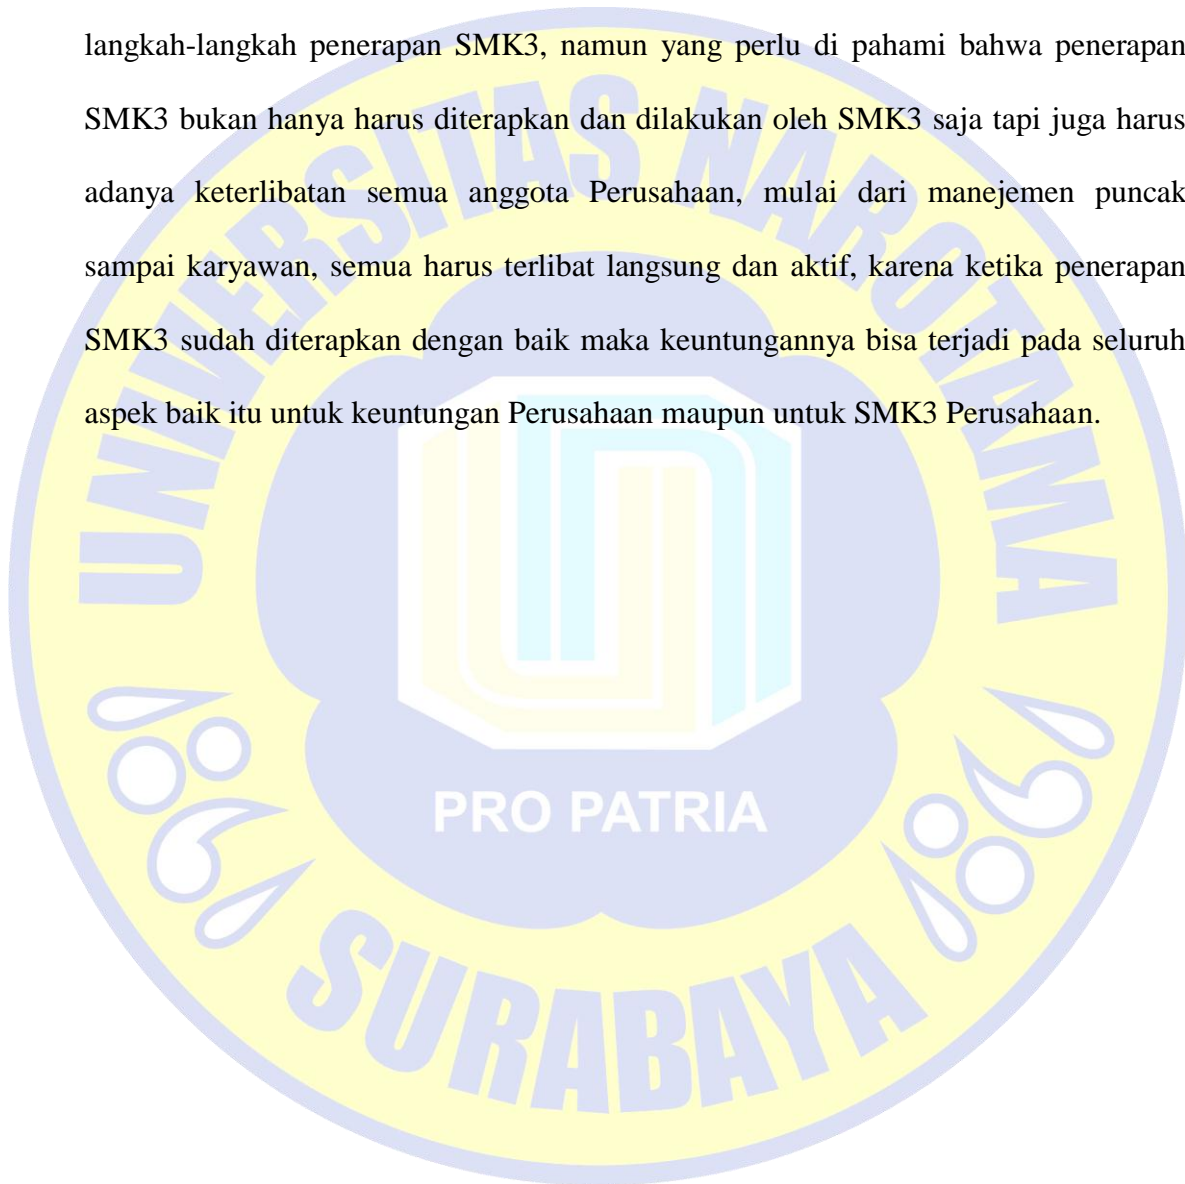 langkah-langkah penerapan SMK3, namun yang perlu di pahami bahwa penerapan
SMK3 bukan hanya harus diterapkan dan dilakukan oleh SMK3 saja tapi juga harus
adanya keterlibatan semua anggota Perusahaan, mulai dari manejemen puncak
sampai karyawan, semua harus terlibat langsung dan aktif, karena ketika penerapan
SMK3 sudah diterapkan dengan baik maka keuntungannya bisa terjadi pada seluruh
aspek baik itu untuk keuntungan Perusahaan maupun untuk SMK3 Perusahaan.
UNIVERSITAS NAROTAMA
PRO PATRIA
SURABAYA